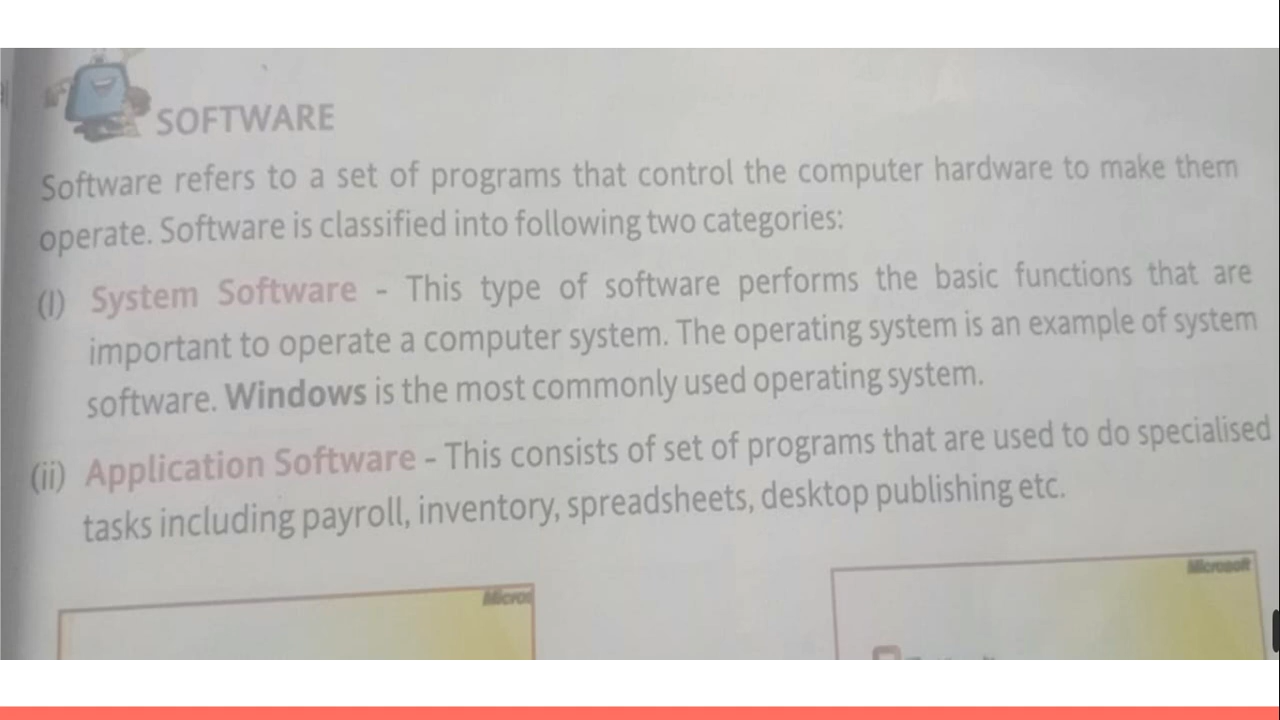 SOFTWARE
Software refers to a set of programs that control the computer hardware to make them
operate. Software is classified into following two categories:
(I) System Software - This type of software performs the basic functions that are
important to operate a computer system. The operating system is an example of system
software. Windows is the most commonly used operating system.
(ii) Application Software - This consists of set of programs that are used to do specialised
tasks including payroll, inventory, spreadsheets, desktop publishing etc.
Micros
Microsoft